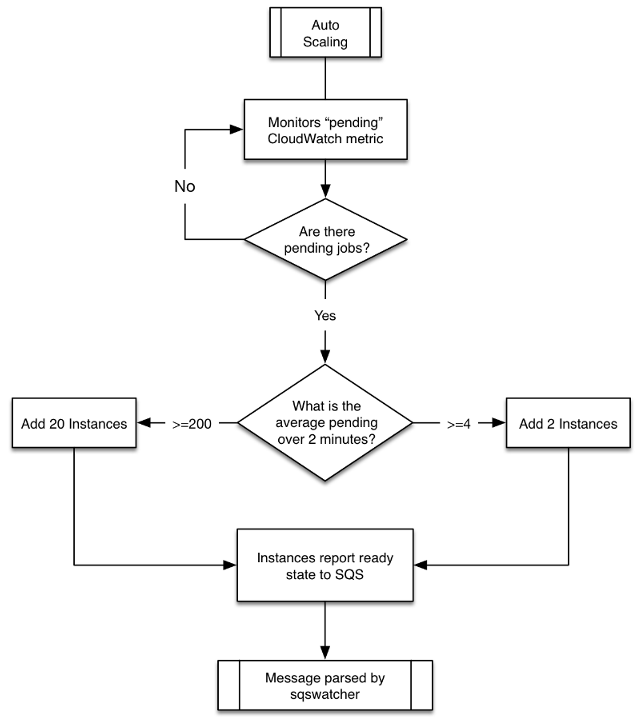 Auto
Scaling
Monitors “pending”
CloudWatch metric
No
Are there
pending jobs?
Yes
What is the
average pending
over 2 minutes?
Add 20 Instances
>=200
>=4
Add 2 Instances
Instances report ready
state to SQS
Message parsed by
sqswatcher